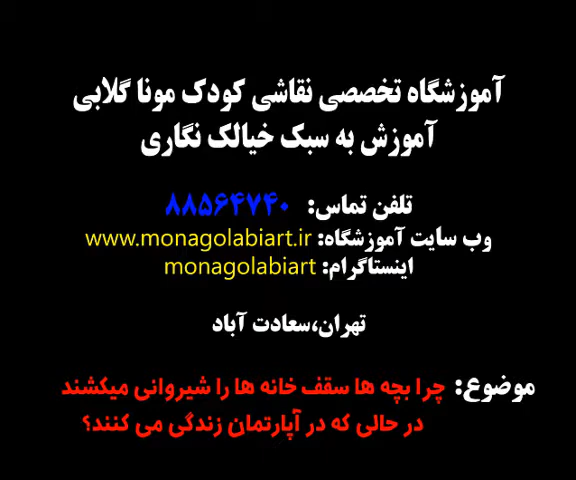 آموزشگاه تخصصی نقاشی کودک مونا گلابی
آموزش به سبک خیالک نگاری
تلفن تماس: ۸۸۵۶۴۷۴۰
وب سایت آموزشگاه: www.monagolabiart.ir
اینستاگرام: monagolabiart
تهران،سعادت آباد
موضوع: چرا بچه ها سقف خانه ها را شیروانی میکشند
در حالی که در آپارتمان زندگی می کنند؟